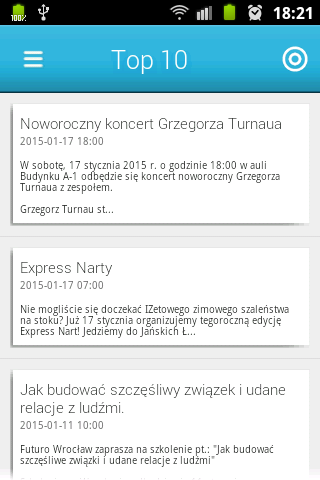 100%
18:21
Top 10
Noworoczny koncert Grzegorza Turnaua
2015-01-17 18:00
W sobotę, 17 stycznia 2015 r. o godzinie 18:00 w auli
Budynku A-1 odbędzie się koncert noworoczny Grzegorza
Turnaua z zespołem.
Grzegorz Turnau st...
Express Narty
2015-01-17 07:00
Nie mogliście się doczekać IZetowego zimowego szaleństwa
na stoku? Już 17 stycznia organizujemy tegoroczną edycję
Express Nart! Jedziemy do Jańskich Ł...
Jak budować szczęśliwy związek i udane
relacje z ludźmi.
2015-01-11 10:00
Futuro Wrocław zaprasza na szkolenie pt.: "Jak budować
szczęśliwe związki i udane relacje z ludźmi"